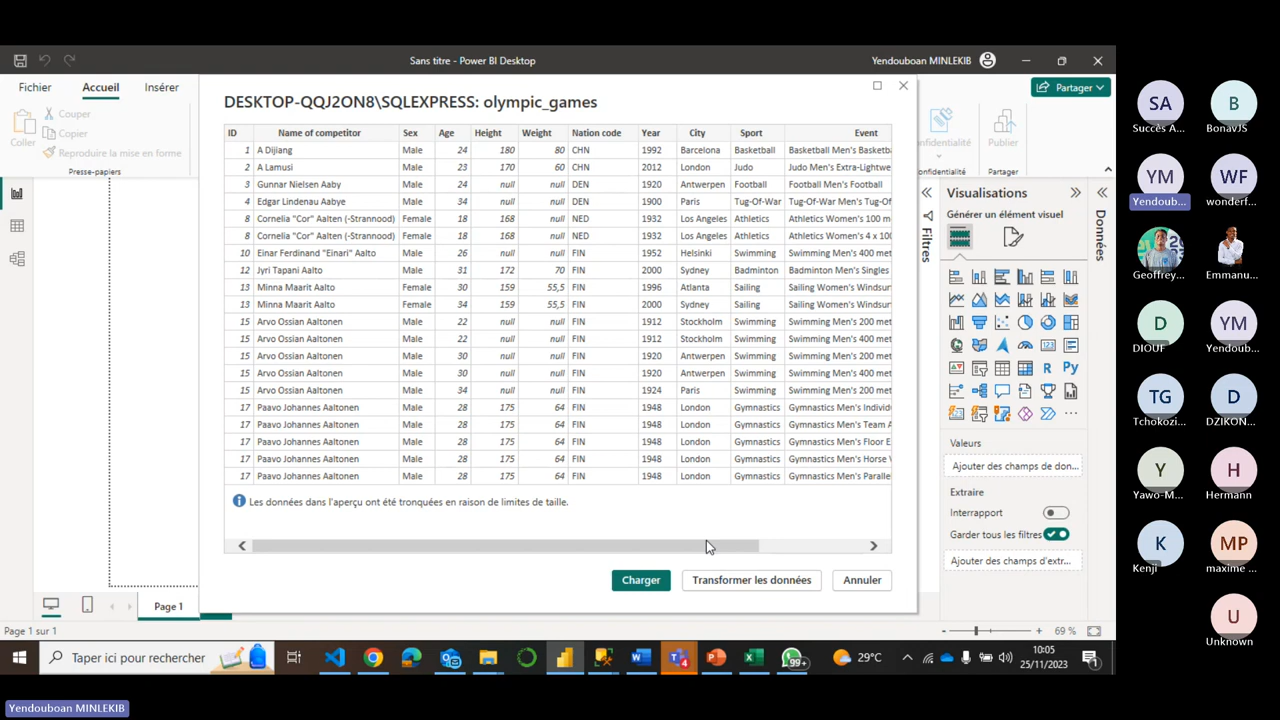 Sans titre - Power BI Desktop
Yendouboan MINLEKIB
Fichier
Accueil
Insérer
Partager
Coller
Couper
Copier
Reproduire la mise en forme
Presse-papiers
Publier
Partager
DESKTOP-QQJ2ON8\SQLEXPRESS: olympic_games
ID Name of competitor Sex Age Height Weight Nation code Year City Sport Event
1 A Dijiang Male 24 180 80 CHN 1992 Barcelona Basketball Basketball Men's Basketba
2 A Lamusi Male 23 170 60 CHN 2012 London Judo Judo Men's Extra-Lightwe
3 Gunnar Nielsen Aaby Male 24 null null DEN 1920 Antwerpen Football Football Men's Football
4 Edgar Lindenau Aabye Male 34 null null DEN 1900 Paris Tug-Of-War Tug-Of-War Men's Tug-Of
8 Cornelia "Cor" Aalten (-Strannood) Female 18 168 null NED 1932 Los Angeles Athletics Athletics Women's 100 m
8 Cornelia "Cor" Aalten (-Strannood) Female 18 168 null NED 1932 Los Angeles Athletics Athletics Women's 4 x 100
10 Einar Ferdinand "Einari" Aalto Male 26 null null FIN 1952 Helsinki Swimming Swimming Men's 400 met
12 Jyri Tapani Aalto Male 31 172 70 FIN 2000 Sydney Badminton Badminton Men's Singles
13 Minna Maarit Aalto Female 30 159 55,5 FIN 1996 Atlanta Sailing Sailing Women's Windsur
13 Minna Maarit Aalto Female 34 159 55,5 FIN 2000 Sydney Sailing Sailing Women's Windsur
15 Arvo Ossian Aaltonen Male 22 null null FIN 1912 Stockholm Swimming Swimming Men's 200 met
15 Arvo Ossian Aaltonen Male 22 null null FIN 1912 Stockholm Swimming Swimming Men's 400 met
15 Arvo Ossian Aaltonen Male 30 null null FIN 1920 Antwerpen Swimming Swimming Men's 200 met
15 Arvo Ossian Aaltonen Male 30 null null FIN 1920 Antwerpen Swimming Swimming Men's 400 met
15 Arvo Ossian Aaltonen Male 34 null null FIN 1924 Paris Swimming Swimming Men's 200 met
17 Paavo Johannes Aaltonen Male 28 175 64 FIN 1948 London Gymnastics Gymnastics Men's Individ
17 Paavo Johannes Aaltonen Male 28 175 64 FIN 1948 London Gymnastics Gymnastics Men's Team A
17 Paavo Johannes Aaltonen Male 28 175 64 FIN 1948 London Gymnastics Gymnastics Men's Floor E
17 Paavo Johannes Aaltonen Male 28 175 64 FIN 1948 London Gymnastics Gymnastics Men's Horse V
17 Paavo Johannes Aaltonen Male 28 175 64 FIN 1948 London Gymnastics Gymnastics Men's Paralle
Les données dans l'aperçu ont été tronquées en raison de limites de taille.
Charger
Transformer les données
Annuler
Filtres
Visualisations
Générer un élément visuel
Données
Valeurs
Ajouter des champs de don...
Extraire
Interrapport
Garder tous les filtres
Ajouter des champs d'extr...
Page 1
Page 1 sur 1
69 %
Taper ici pour rechercher
99+
29°C
10:05
25/11/2023
SA
Succès A...
B
BonavJS
YM
Yendoub...
WF
wonderf...
Geoffrey...
Emmanu...
D
DIOUF
YM
Yendoub...
TG
Tchokozi...
D
DZIKON...
Y
Yawo-M...
H
Hermann
K
Kenji
MP
maxime ...
U
Unknown
Yendouboan MINLEKIB